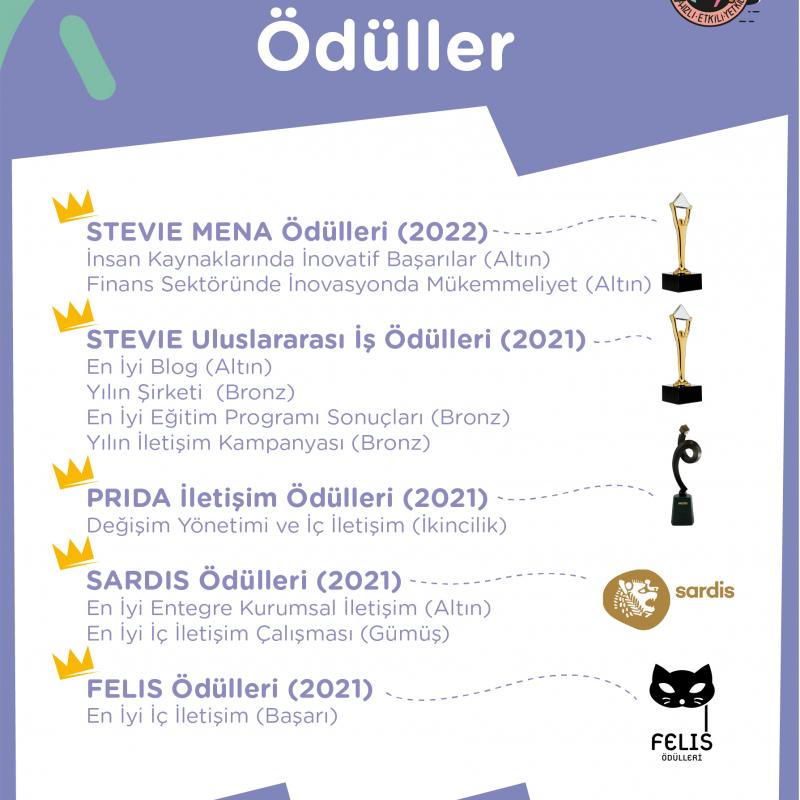 HIZLI·ETKİLİ·YETKİN
Ödüller
STEVIE MENA Ödülleri (2022)
İnsan Kaynaklarında İnovatif Başarılar (Altın)
Finans Sektöründe İnovasyonda Mükemmeliyet (Altın)
STEVIE Uluslararası İş Ödülleri (2021)
En İyi Blog (Altın)
Yılın Şirketi (Bronz)
En İyi Eğitim Programı Sonuçları (Bronz)
Yılın İletişim Kampanyası (Bronz)
PRIDA İletişim Ödülleri (2021)
Değişim Yönetimi ve İç İletişim (İkincilik)
SARDIS Ödülleri (2021)
En İyi Entegre Kurumsal İletişim (Altın)
En İyi İç İletişim Çalışması (Gümüş)
sardis
FELIS Ödülleri (2021)
En İyi İç İletişim (Başarı)
FELIS
ÖDÜLLERİ